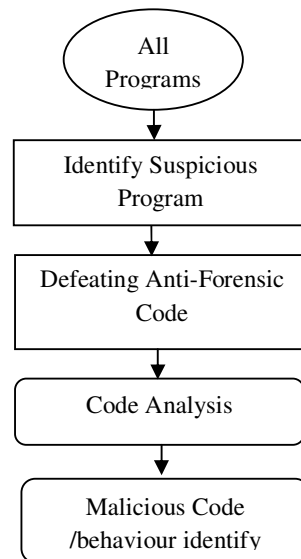 All
Programs
Identify Suspicious
Program
Defeating Anti-Forensic
Code
Code Analysis
Malicious Code
/behaviour identify